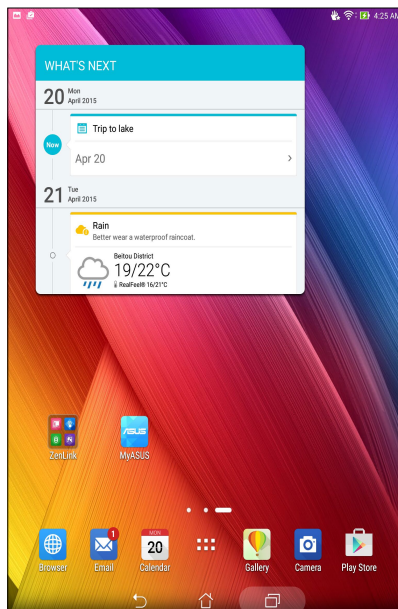 4:25 AM
WHAT'S NEXT
20 Mon
April 2015
Now
Trip to lake
Apr 20
21 Tue
April 2015
Rain
Better wear a waterproof raincoat.
Beitou District
19/22°C
RealFeel® 16/21°C
/SUS
ZenLink
MyASUS
1
MON
20
Browser
Email
Calendar
Gallery
Camera
Play Store